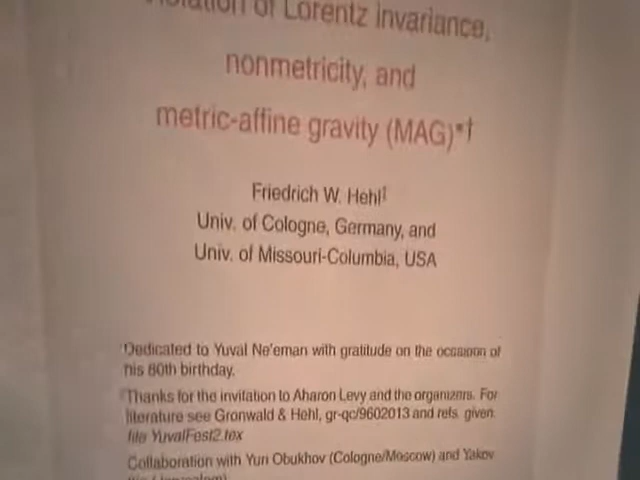 of Lorentz invariance,
nonmetricity, and
metric-affine gravity (MAG)*†
Friedrich W. Hehl‡
Univ. of Cologne, Germany, and
Univ. of Missouri-Columbia, USA
Dedicated to Yuval Ne'eman with gratitude on the occasion of
his 80th birthday.
Thanks for the invitation to Aharon Levy and the organizers. For
literature see Gronwald & Hehl, gr-qc/9602013 and refs. given.
file YuvalFest2.tex
Collaboration with Yuri Obukhov (Cologne/Moscow) and Yakov